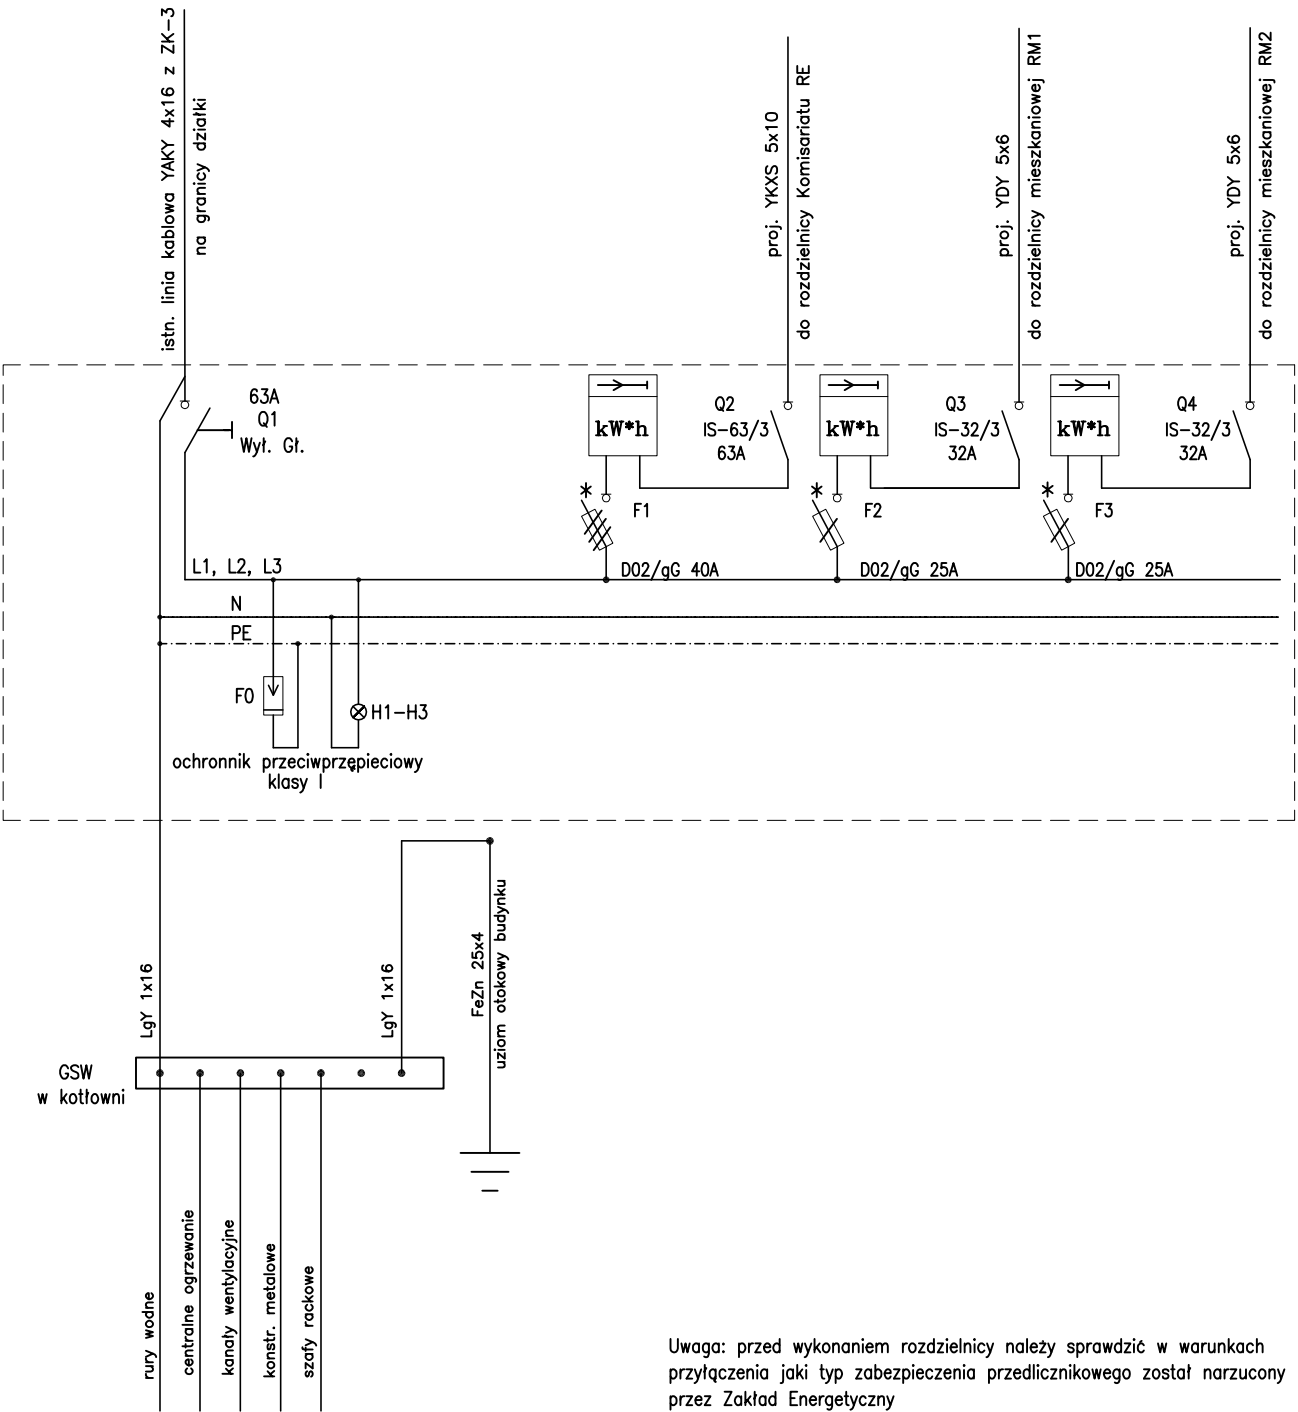 istn. linia kablowa YAKY 4x16 z ZK-3
na granicy działki
proj. YKXS 5x10
do rozdzielnicy Komisariatu RE
proj. YDY 5x6
do rozdzielnicy mieszkaniowej RM1
proj. YDY 5x6
do rozdzielnicy mieszkaniowej RM2
63A
Q1
Wył. Gł.
kW*h
Q2
IS-63/3
63A
kW*h
Q3
IS-32/3
32A
kW*h
Q4
IS-32/3
32A
*
F1
*
F2
*
F3
L1, L2, L3
D02/gG 40A
D02/gG 25A
D02/gG 25A
N
PE
F0
H1-H3
ochronnik przeciwprzępieciowy
klasy I
LgY 1x16
LgY 1x16
FeZn 25x4
uziom otokowy budynku
GSW
w kotłowni
rury wodne
centralne ogrzewanie
kanały wentylacyjne
konstr. metalowe
szafy rackowe
Uwaga: przed wykonaniem rozdzielnicy należy sprawdzić w warunkach
przyłączenia jaki typ zabezpieczenia przedlicznikowego został narzucony
przez Zakład Energetyczny